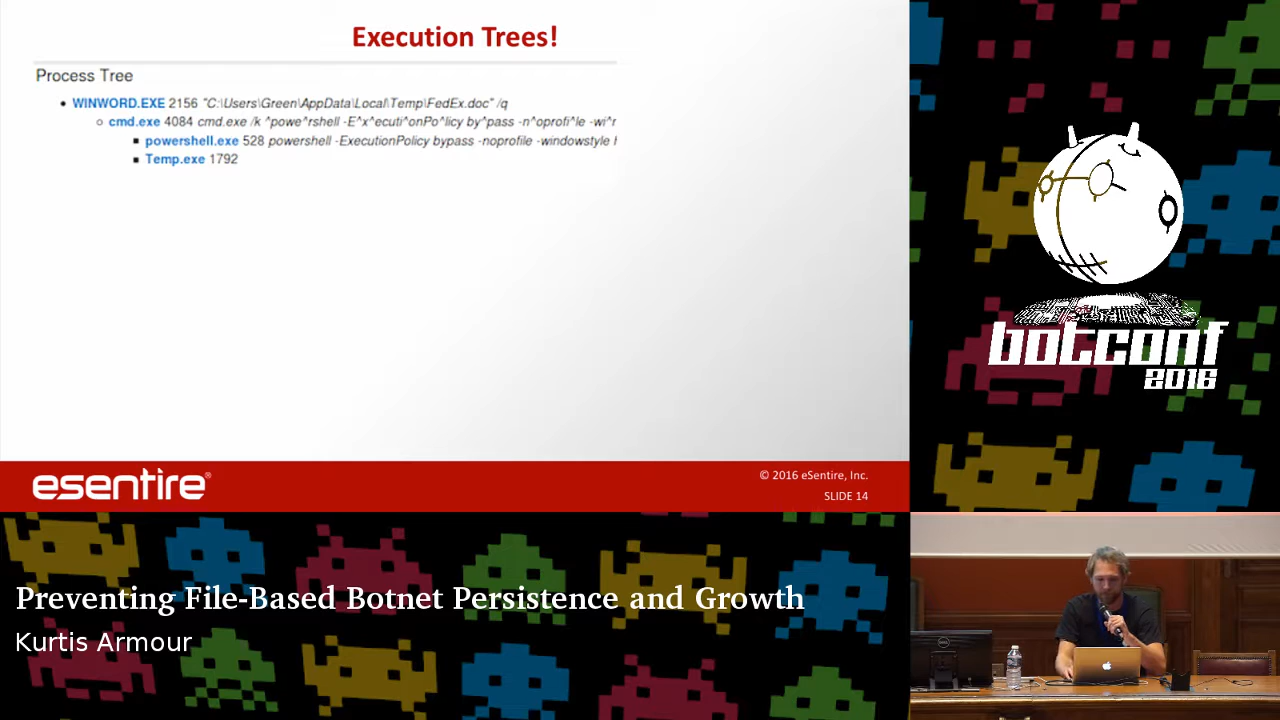 Execution Trees!
Process Tree
WINWORD.EXE 2156 "C:\Users\Green\AppData\Local\Temp\FedEx.doc" /q
cmd.exe 4084 cmd.exe /k ^powe^rshell -E^x^ecuti^onPo^licy by^pass -n^oprofi^le -wi^r
powershell.exe 528 powershell -ExecutionPolicy bypass -noprofile -windowstyle
Temp.exe 1792
esentire®
© 2016 eSentire, Inc.
SLIDE 14
botconf
2016
Preventing File-Based Botnet Persistence and Growth
Kurtis Armour
DELL